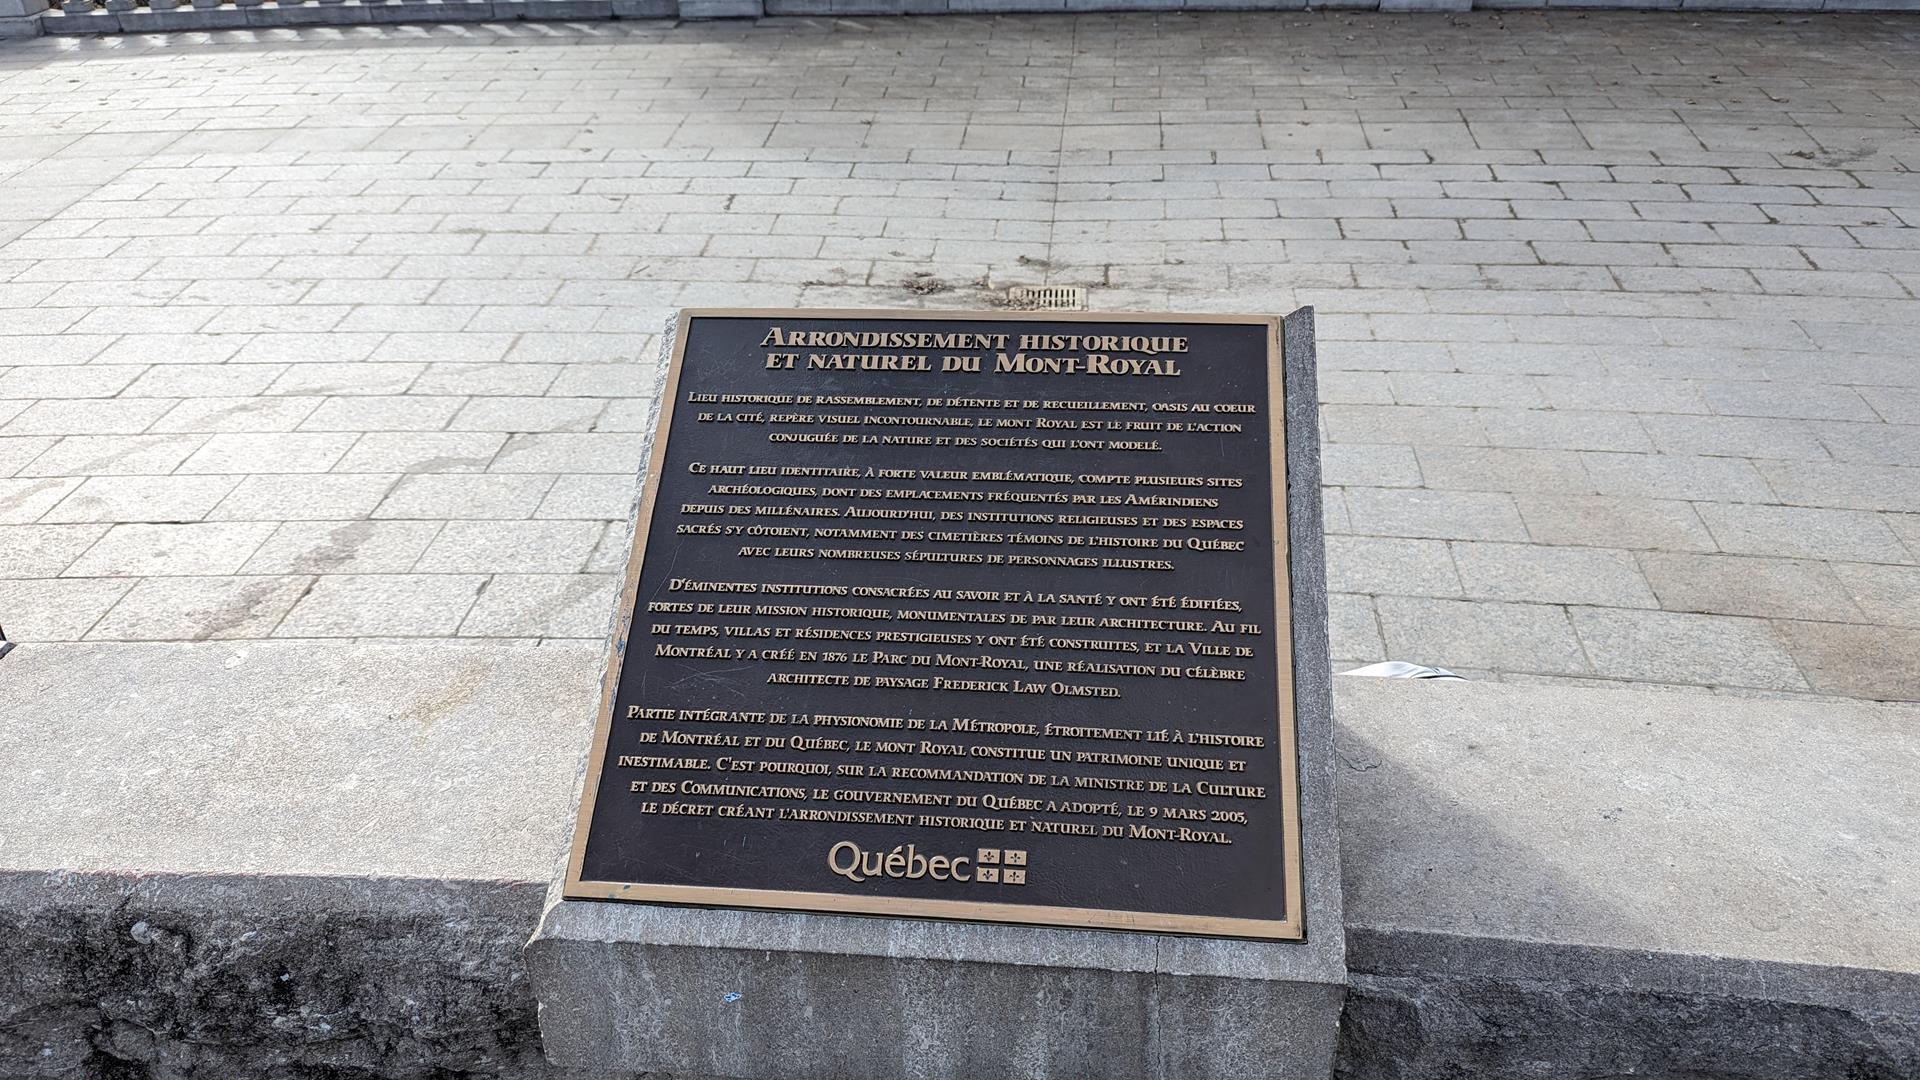 Arrondissement historique
et naturel du Mont-Royal
Lieu historique de rassemblement, de détente et de recueillement, oasis au coeur
de la cité, repère visuel incontournable, le mont Royal est le fruit de l'action
conjuguée de la nature et des sociétés qui l'ont modelé.
Ce haut lieu identitaire, à forte valeur emblématique, compte plusieurs sites
archéologiques, dont des emplacements fréquentés par les Amérindiens
depuis des millénaires. Aujourd'hui, des institutions religieuses et des espaces
sacrés s'y côtoient, notamment des cimetières témoins de l'histoire du Québec
avec leurs nombreuses sépultures de personnages illustres.
D'éminentes institutions consacrées au savoir et à la santé y ont été édifiées,
fortes de leur mission historique, monumentales de par leur architecture. Au fil
du temps, villas et résidences prestigieuses y ont été construites, et la Ville de
Montréal y a créé en 1876 le Parc du Mont-Royal, une réalisation du célèbre
architecte de paysage Frederick Law Olmsted.
Partie intégrante de la physionomie de la Métropole, étroitement lié à l'histoire
de Montréal et du Québec, le mont Royal constitue un patrimoine unique et
inestimable. C'est pourquoi, sur la recommandation de la ministre de la Culture
et des Communications, le gouvernement du Québec a adopté, le 9 mars 2005,
le décret créant l'arrondissement historique et naturel du Mont-Royal.
Québec